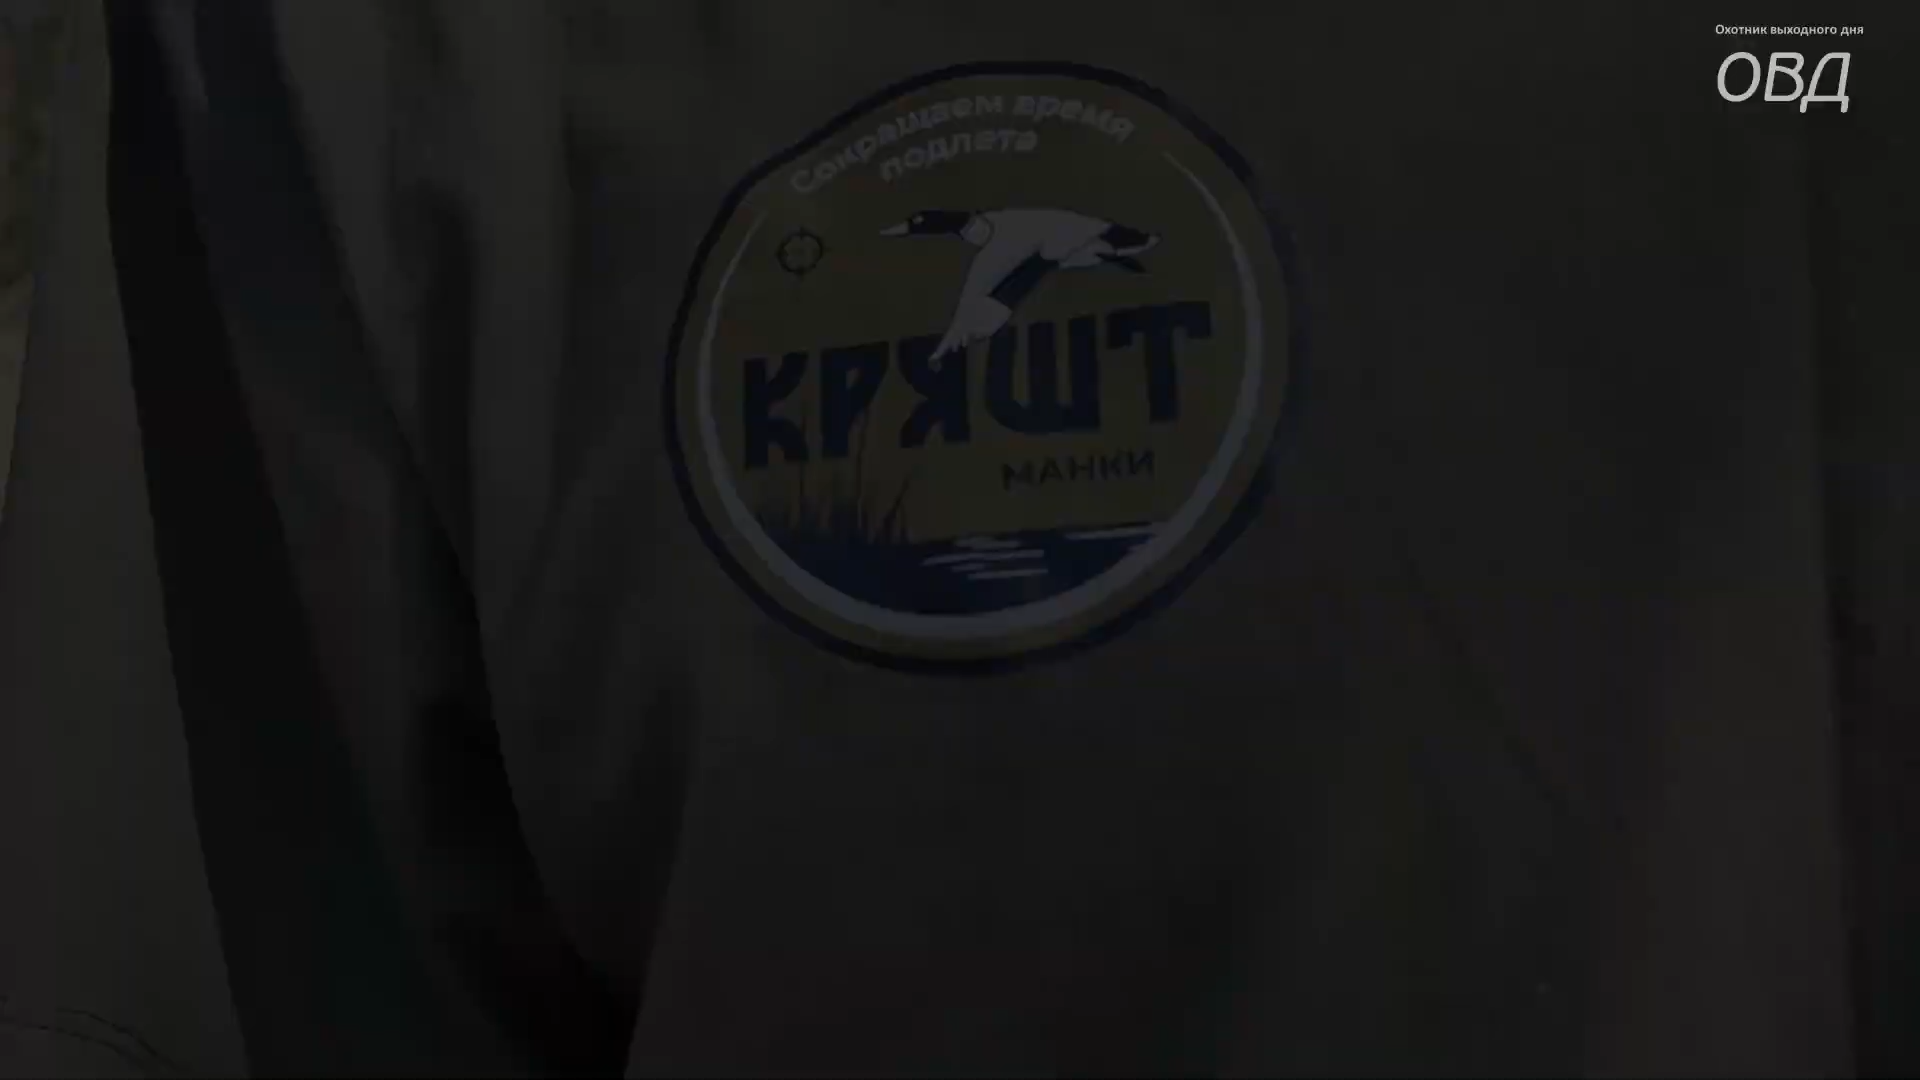 Охотник выходного дня
ОВД
Сокращаем время
подлета
КРЯШТ
МАНКИ